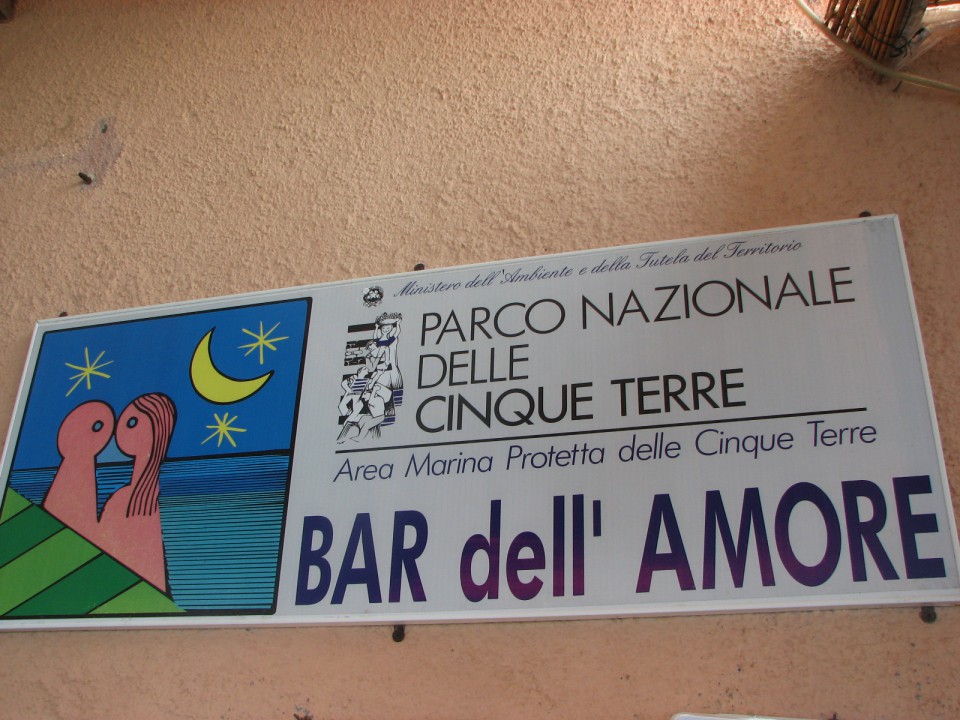 Ministero dell'Ambiente e della Tutela del Territorio
PARCO NAZIONALE
DELLE
CINQUE TERRE
Area Marina Protetta delle Cinque Terre
BAR dell' AMORE